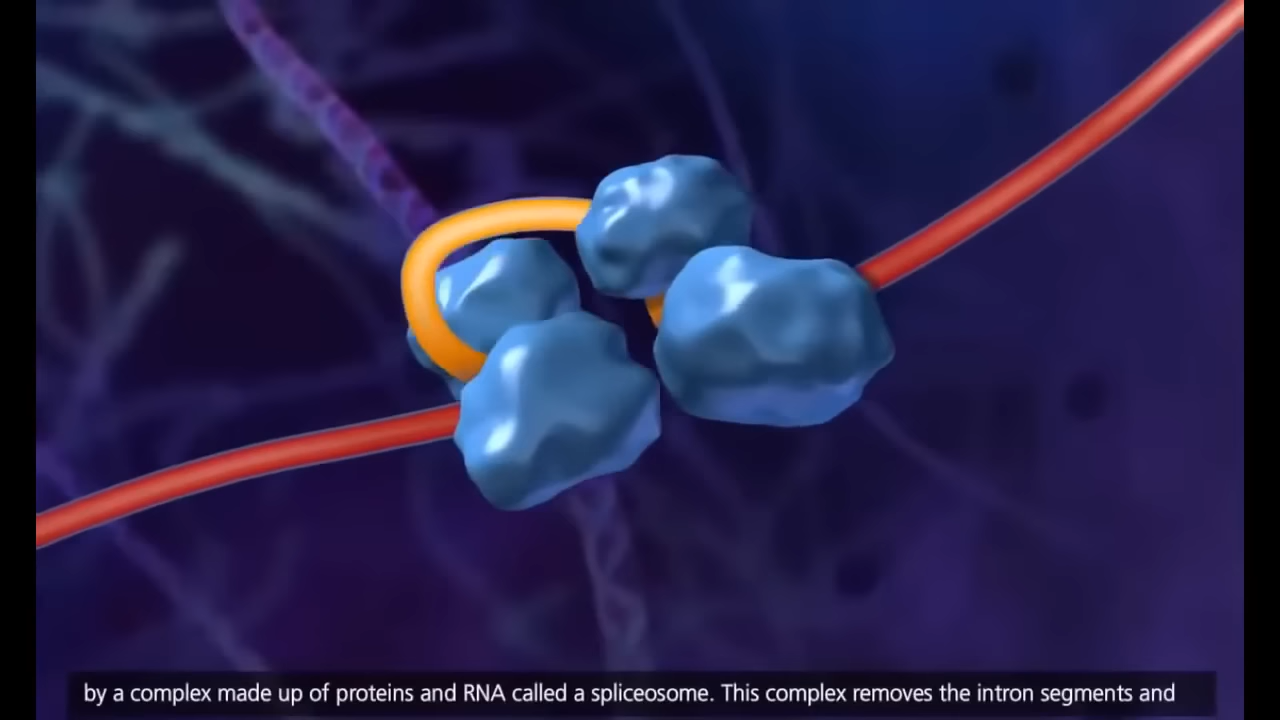 by a complex made up of proteins and RNA called a spliceosome. This complex removes the intron segments and